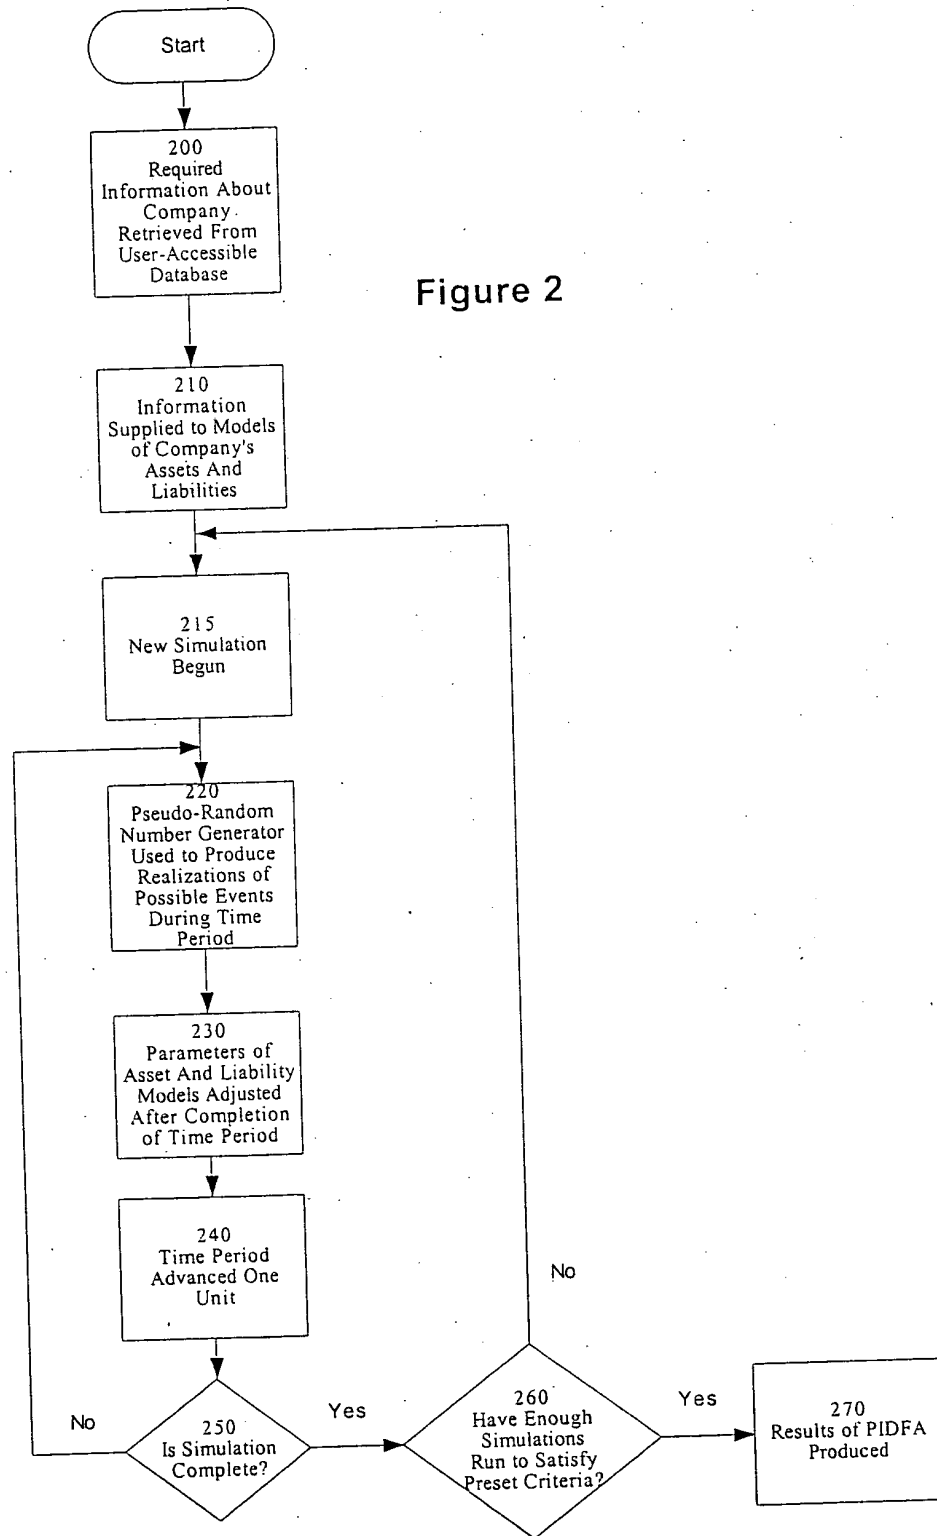 Start
200
Required
Information About
Company
Retrieved From
User-Accessible
Database
Figure 2
210
Information
Supplied to Models
of Company's
Assets And
Liabilities
215
New Simulation
Begun
220
Pseudo-Random
Number Generator
Used to Produce
Realizations of
Possible Events
During Time
Period
230
Parameters of
Asset And Liability
Models Adjusted
After Completion
of Time Period
240
Time Period
Advanced One
Unit
No
250
Is Simulation
Complete?
Yes
No
260
Have Enough
Simulations
Run to Satisfy
Preset Criteria?
Yes
270
Results of PIDFA
Produced